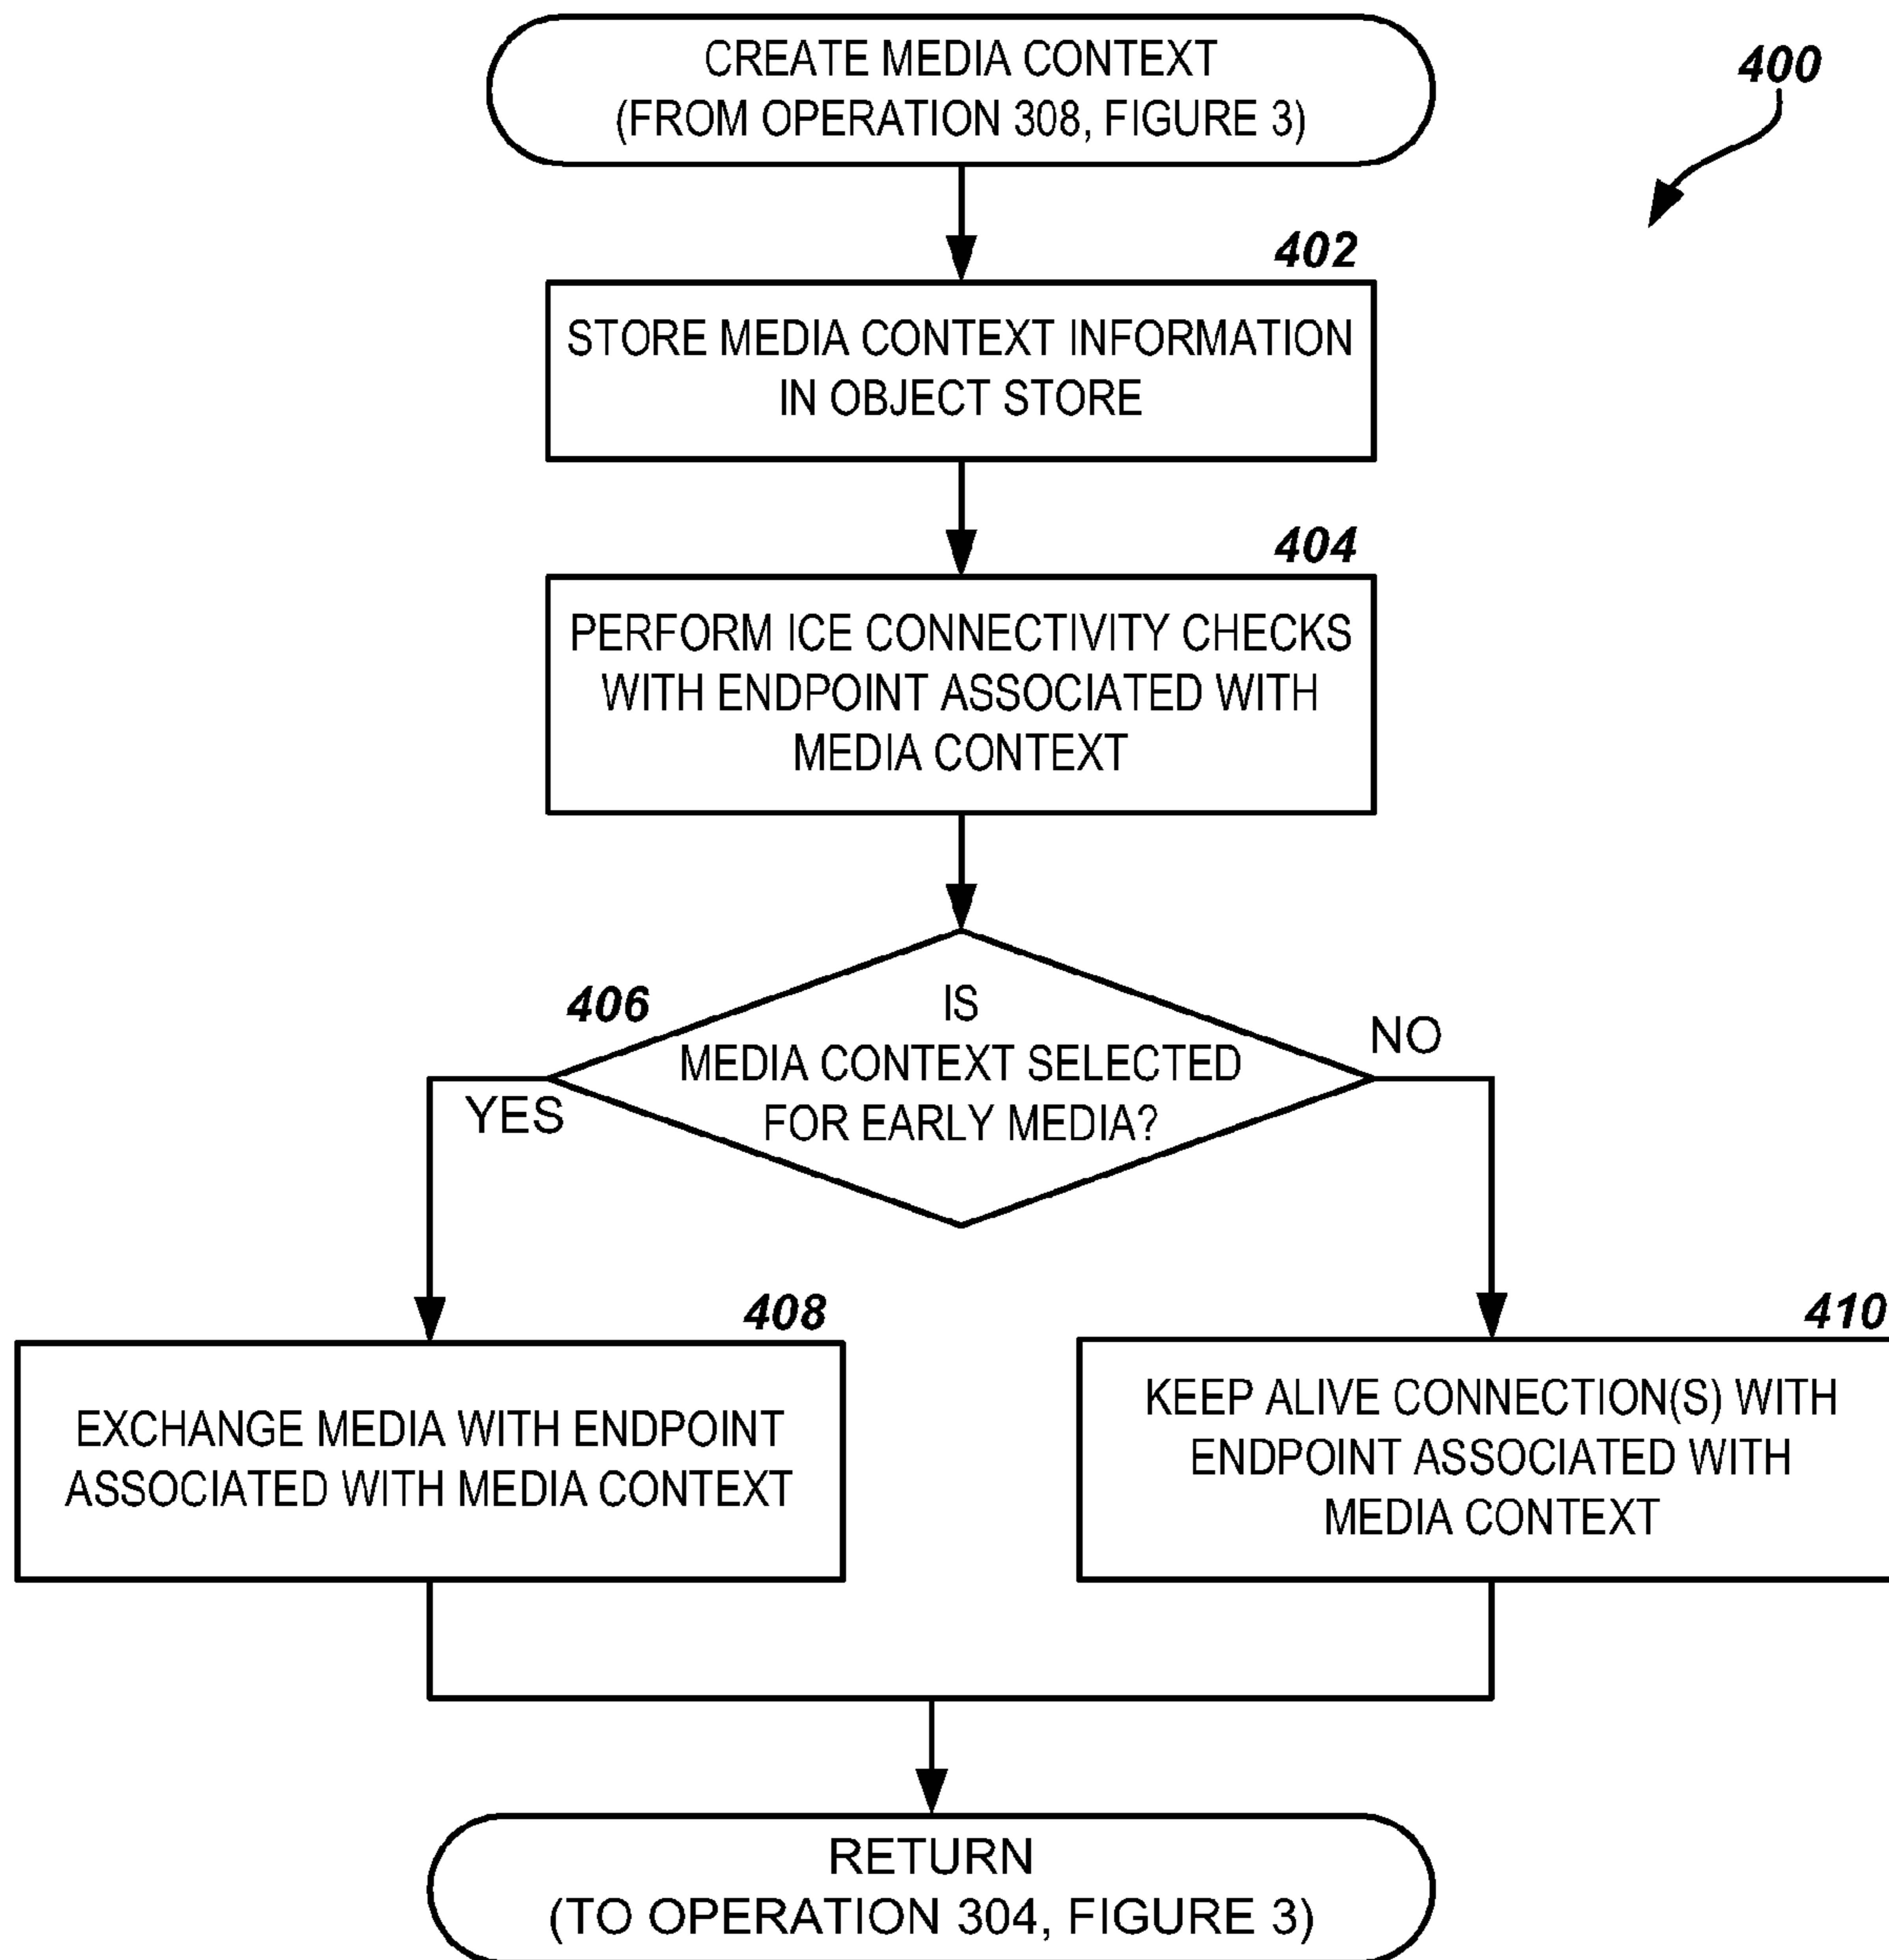 CREATE MEDIA CONTEXT
(FROM OPERATION 308, FIGURE 3)
400
402
STORE MEDIA CONTEXT INFORMATION
IN OBJECT STORE
404
PERFORM ICE CONNECTIVITY CHECKS
WITH ENDPOINT ASSOCIATED WITH
MEDIA CONTEXT
406
IS
MEDIA CONTEXT SELECTED
FOR EARLY MEDIA?
NO
YES
408
EXCHANGE MEDIA WITH ENDPOINT
ASSOCIATED WITH MEDIA CONTEXT
410
KEEP ALIVE CONNECTION(S) WITH
ENDPOINT ASSOCIATED WITH
MEDIA CONTEXT
RETURN
(TO OPERATION 304, FIGURE 3)